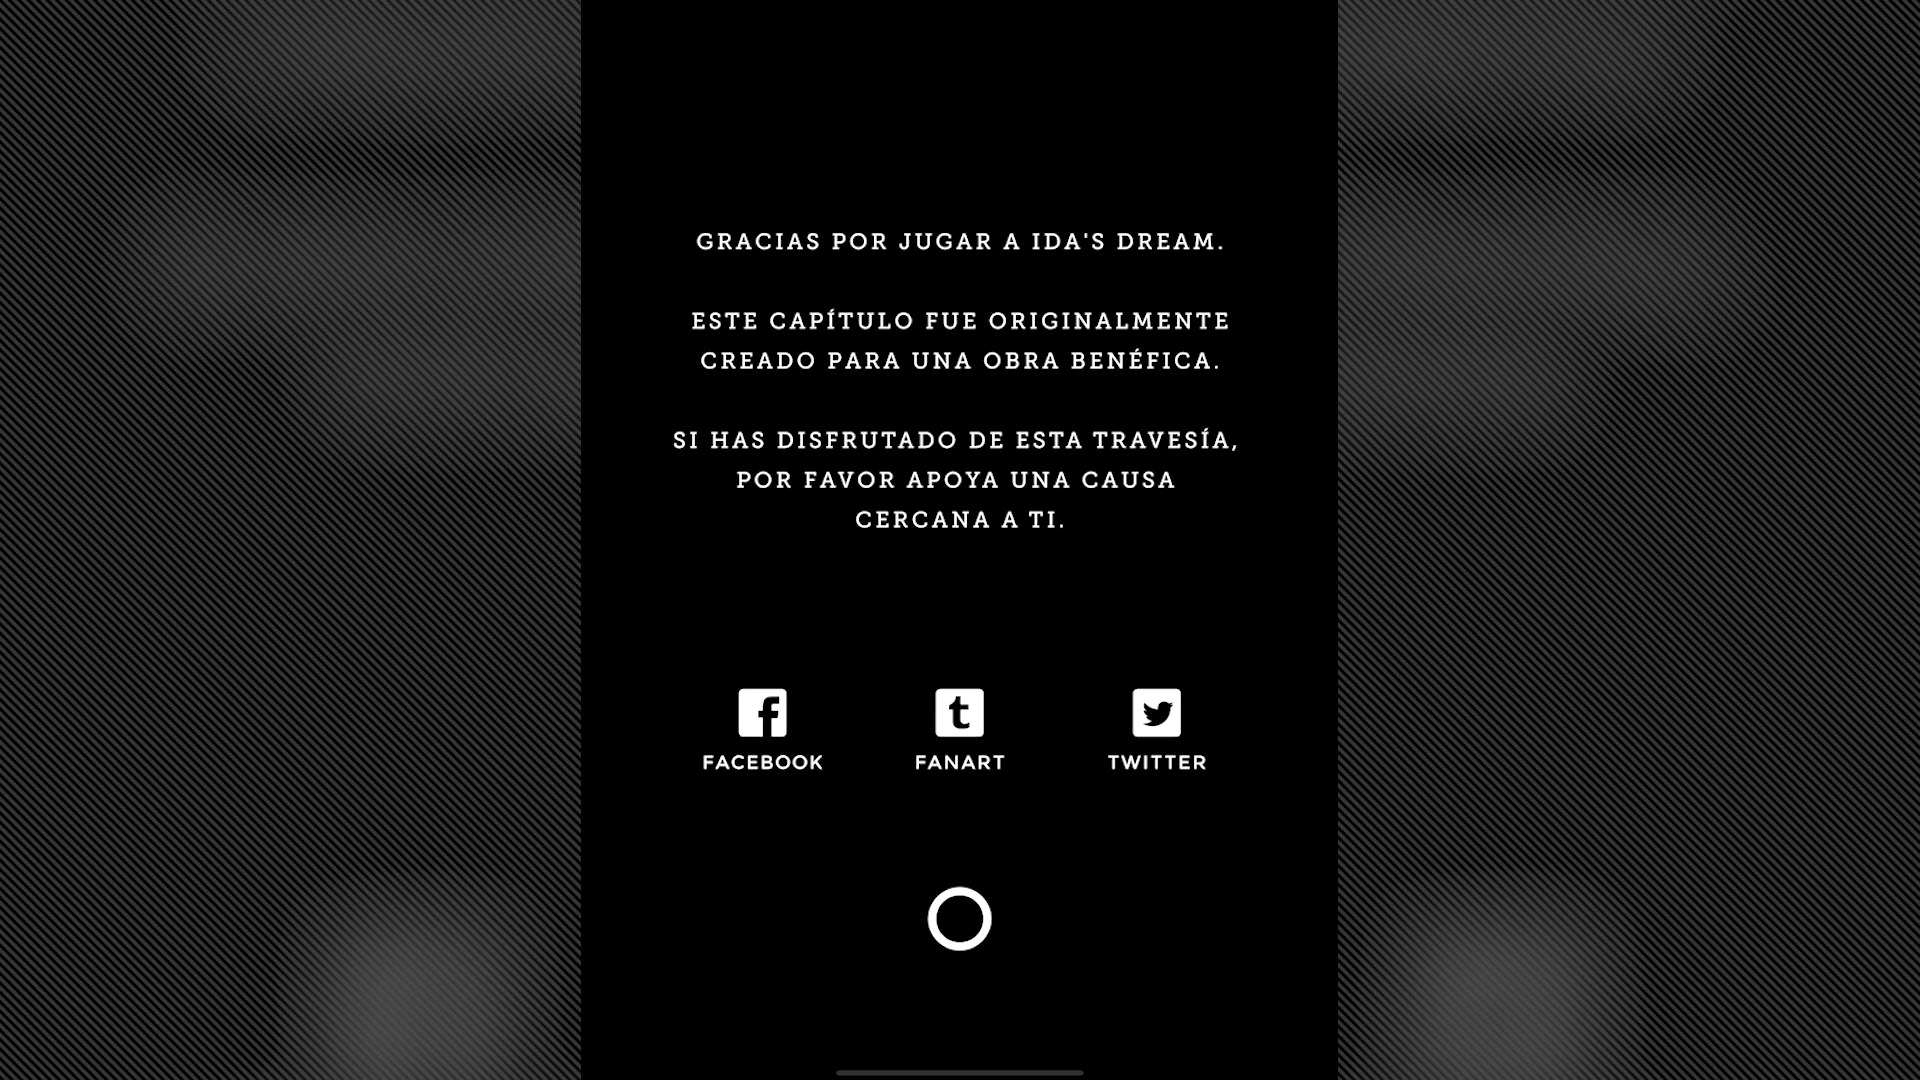 GRACIAS POR JUGAR A IDA'S DREAM.
ESTE CAPÍTULO FUE ORIGINALMENTE
CREADO PARA UNA OBRA BENÉFICA.
SI HAS DISFRUTADO DE ESTA TRAVESÍA,
POR FAVOR APOYA UNA CAUSA
CERCANA A TI.
FACEBOOK FANART TWITTER